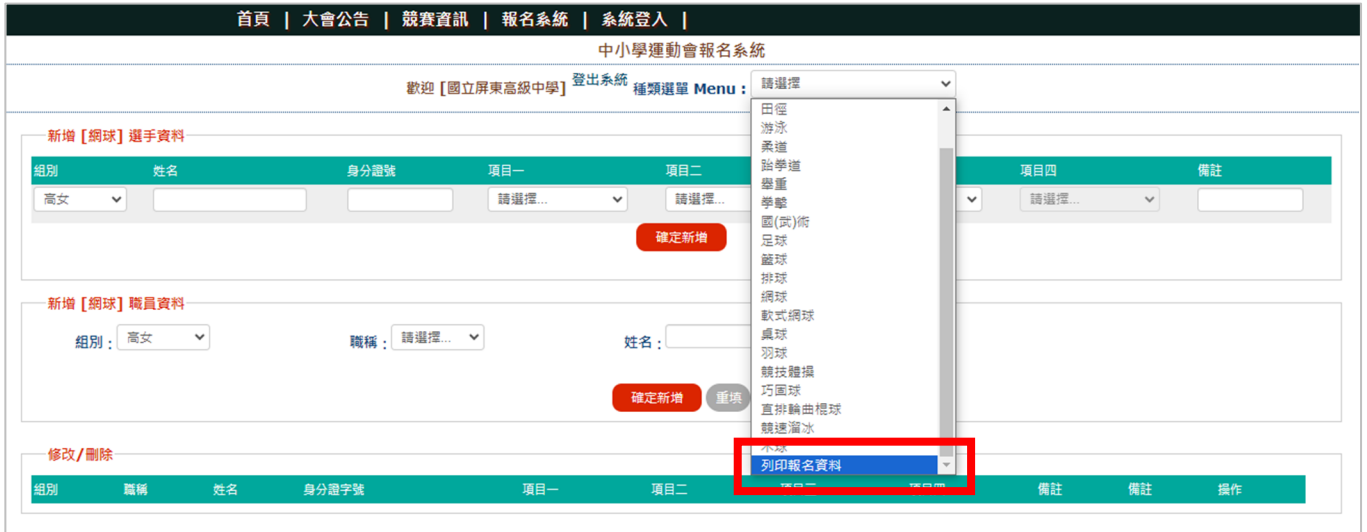 首頁 | 大會公告 | 競賽資訊 | 報名系統 | 系統登入 |
中小學運動會報名系統
歡迎 [國立屏東高級中學] 登出系統 種類選單 Menu : 請選擇
田徑
游泳
柔道
跆拳道
舉重
拳擊
國(武)術
足球
籃球
排球
網球
軟式網球
桌球
羽球
競技體操
巧固球
直排輪曲棍球
競速溜冰
木球
列印報名資料
新增 [網球] 選手資料
組別 姓名 身分證號 項目一 項目二 項目四 備註
高女 請選擇... 請選擇... 請選擇...
確定新增
新增 [網球] 職員資料
組別 : 高女 職稱 : 請選擇... 姓名 :
確定新增 重填
修改/刪除
組別 職稱 姓名 身分證字號 項目一 項目二 項目三 項目四 備註 備註 操作